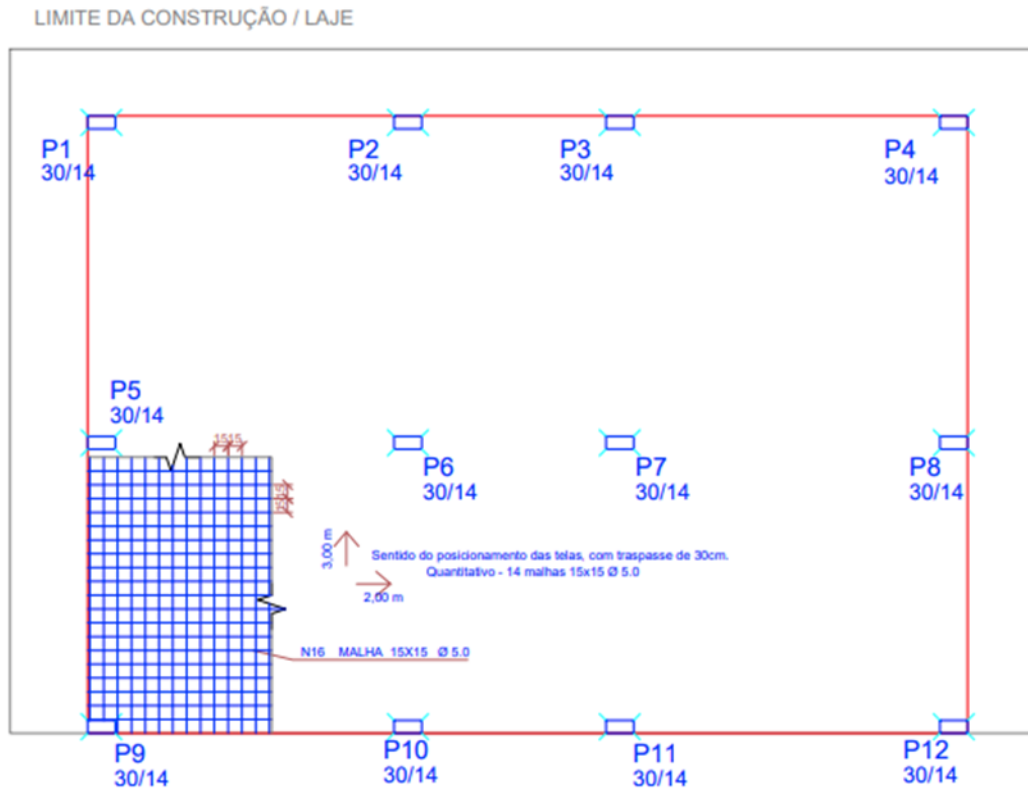 LIMITE DA CONSTRUÇÃO / LAJE
P1
30/14
P2
30/14
P3
30/14
P4
30/14
P5
30/14
1515
1515
P6
30/14
P7
30/14
P8
30/14
3,00 m
Sentido do posicionamento das telas, com traspasse de 30cm.
Quantitativo - 14 malhas 15x15 Ø 5.0
2,00 m
N16 MALHA 15X15 Ø 5.0
P9
30/14
P10
30/14
P11
30/14
P12
30/14